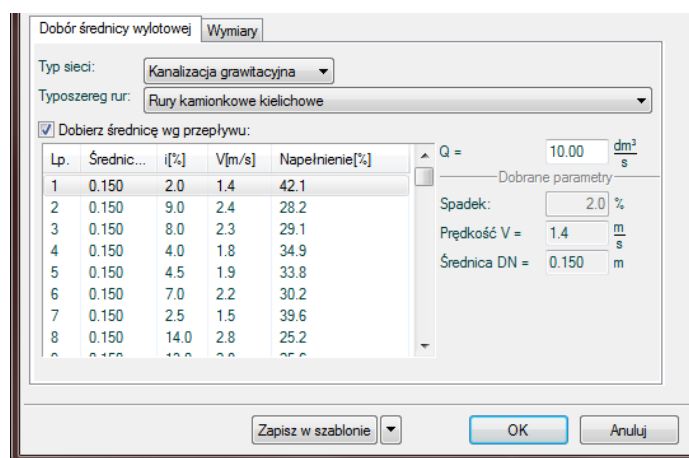 Dobór średnicy wylotowej Wymiary
Typ sieci: Kanalizacja grawitacyjna
Typoszereg rur: Rury kamionkowe kielichowe
Dobierz średnicę wg przepływu:
Lp. Średnic... i[%] V[m/s] Napełnienie[%]
1 0.150 2.0 1.4 42.1
2 0.150 9.0 2.4 28.2
3 0.150 8.0 2.3 29.1
4 0.150 4.0 1.8 34.9
5 0.150 4.5 1.9 33.8
6 0.150 7.0 2.2 30.2
7 0.150 2.5 1.5 39.6
8 0.150 14.0 2.8 25.2
Q = 10.00 dm³/s
Dobrane parametry
Spadek: 2.0 %
Prędkość V = 1.4 m/s
Średnica DN = 0.150 m
Zapisz w szablonie OK Anuluj